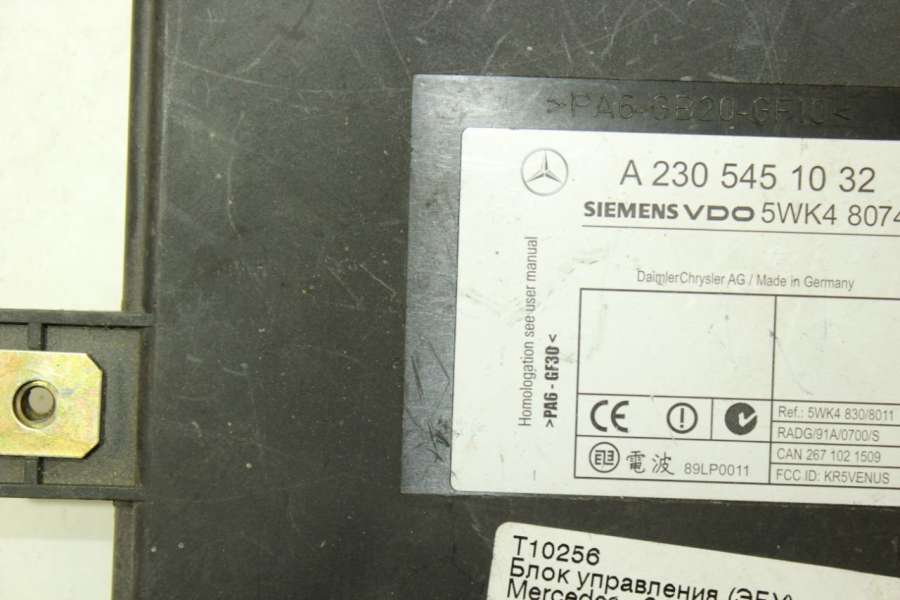 >PA6-GB20-GF10<
A 230 545 10 32
SIEMENS VDO 5WK4 8074
DaimlerChrysler AG / Made in Germany
Homologation see user manual
>PA6 - GF30<
CE
Ref.: 5WK4 830/8011
RADG/91A/0700/S
電波 89LP0011
CAN 267 102 1509
FCC ID: KR5VENUS
T10256
Блок управления (ЭБУ)
Mercedes